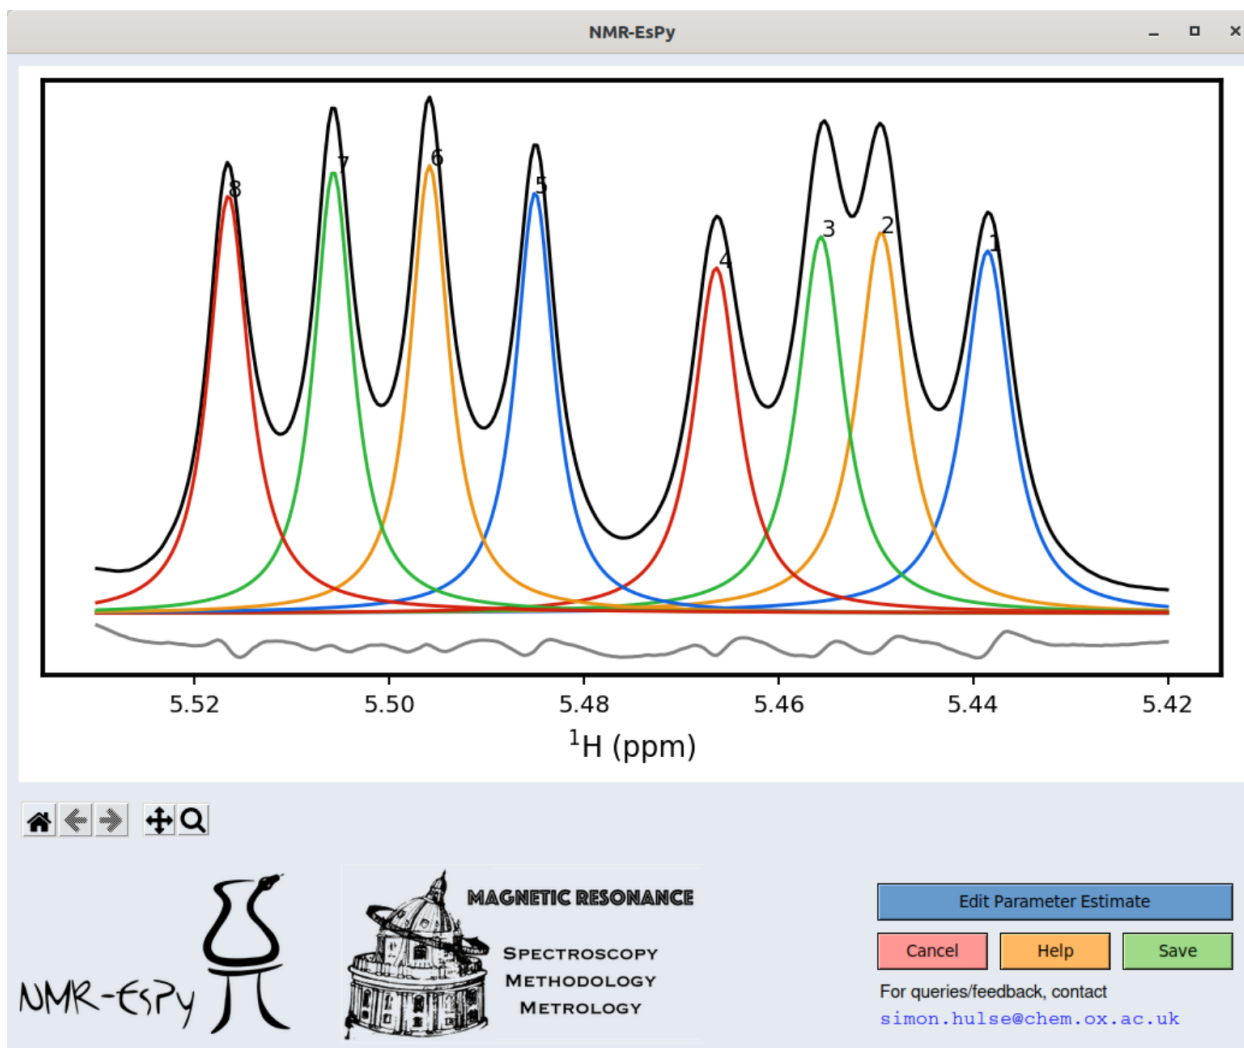 NMR-EsPy
8
7
6
5
4
3
2
1
5.52
5.50
5.48
5.46
5.44
5.42
¹H (ppm)
MAGNETIC RESONANCE
SPECTROSCOPY
METHODOLOGY
METROLOGY
NMR-EsPy
Edit Parameter Estimate
Cancel
Help
Save
For queries/feedback, contact
simon.hulse@chem.ox.ac.uk